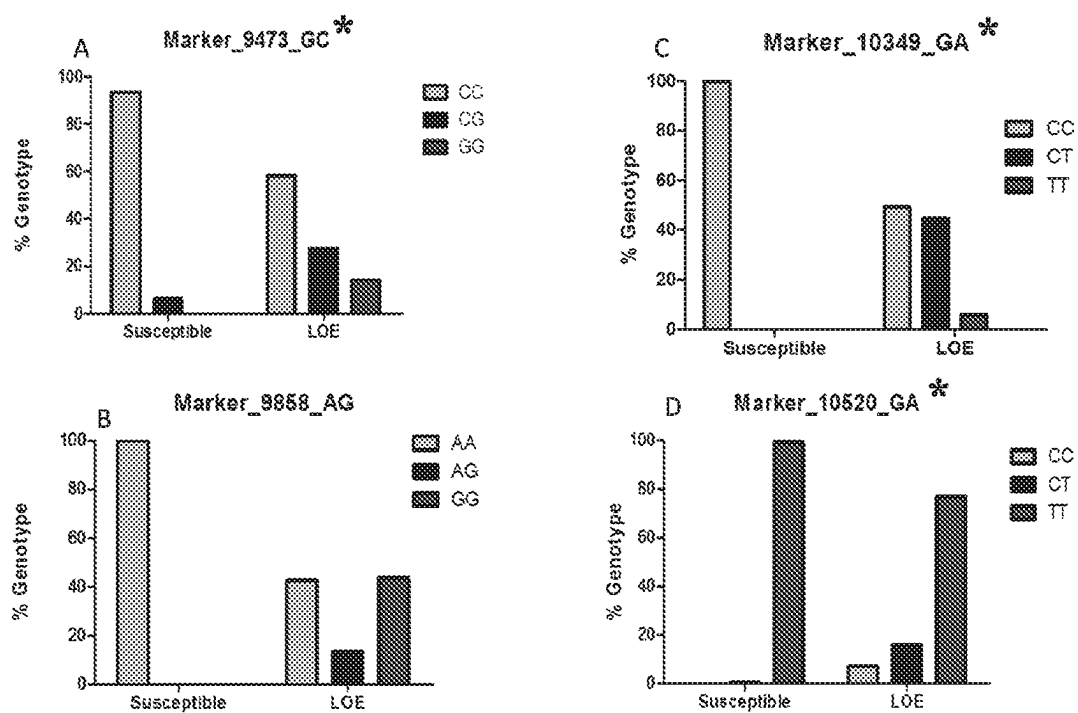 A
Marker_9473_GC*
% Genotype
100
80
60
40
20
0
Susceptible
LOE
CC
CG
GG
C
Marker_10349_GA*
% Genotype
100
80
60
40
20
0
Susceptible
LOE
CC
CT
TT
B
Marker_9858_AG
% Genotype
100
80
60
40
20
0
Susceptible
LOE
AA
AG
GG
D
Marker_10520_GA*
% Genotype
100
80
60
40
20
0
Susceptible
LOE
CC
CT
TT